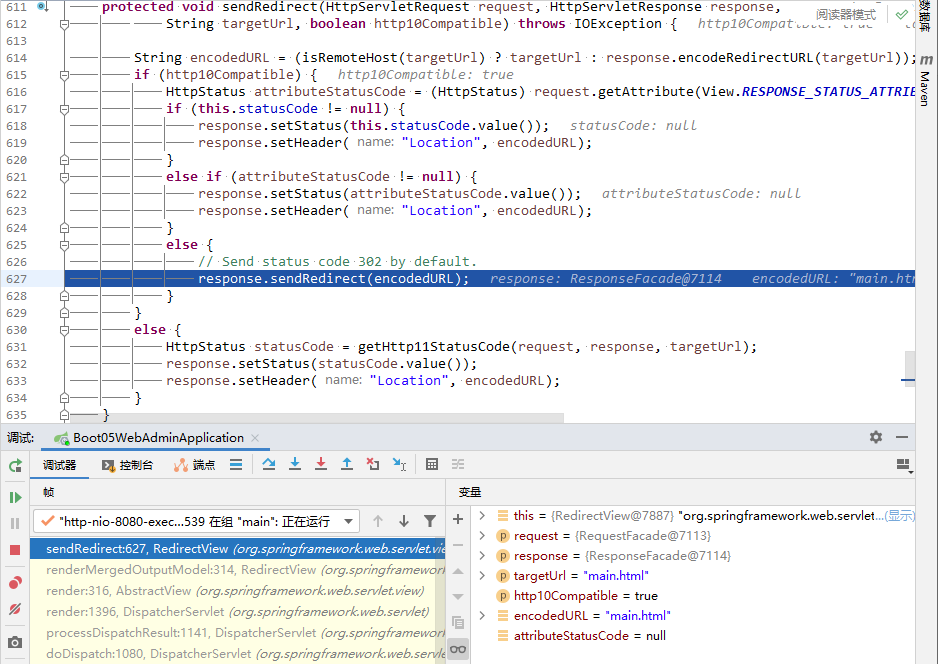 611 protected void sendRedirect(HttpServletRequest request, HttpServletResponse response,
612 String targetUrl, boolean http10Compatible) throws IOException { http10Compatible: true
阅读器模式
数据库
613
614 String encodedURL = (isRemoteHost(targetUrl) ? targetUrl : response.encodeRedirectURL(targetUrl));
m Maven
615 if (http10Compatible) { http10Compatible: true
616 HttpStatus attributeStatusCode = (HttpStatus) request.getAttribute(View.RESPONSE_STATUS_ATTRIB
617 if (this.statusCode != null) {
618 response.setStatus(this.statusCode.value()); statusCode: null
619 response.setHeader( name: "Location", encodedURL);
620 }
621 else if (attributeStatusCode != null) {
622 response.setStatus(attributeStatusCode.value()); attributeStatusCode: null
623 response.setHeader( name: "Location", encodedURL);
624 }
625 else {
626 // Send status code 302 by default.
627 response.sendRedirect(encodedURL); response: ResponseFacade@7114 encodedURL: "main.htm
628 }
629 }
630 else {
631 HttpStatus statusCode = getHttp11StatusCode(request, response, targetUrl);
632 response.setStatus(statusCode.value());
633 response.setHeader( name: "Location", encodedURL);
634 }
635 }
调试: Boot05WebAdminApplication
调试器 控制台 端点
帧
"http-nio-8080-exec...539 在组 "main": 正在运行
sendRedirect:627, RedirectView (org.springframework.web.servlet.vie
renderMergedOutputModel:314, RedirectView (org.springframework
render:316, AbstractView (org.springframework.web.servlet.view)
render:1396, DispatcherServlet (org.springframework.web.servlet)
processDispatchResult:1141, DispatcherServlet (org.springframework
doDispatch:1080, DispatcherServlet (org.springframework.web.servle
变量
this = {RedirectView@7887} "org.springframework.web.servlet...(显示)
request = {RequestFacade@7113}
response = {ResponseFacade@7114}
targetUrl = "main.html"
http10Compatible = true
encodedURL = "main.html"
attributeStatusCode = null